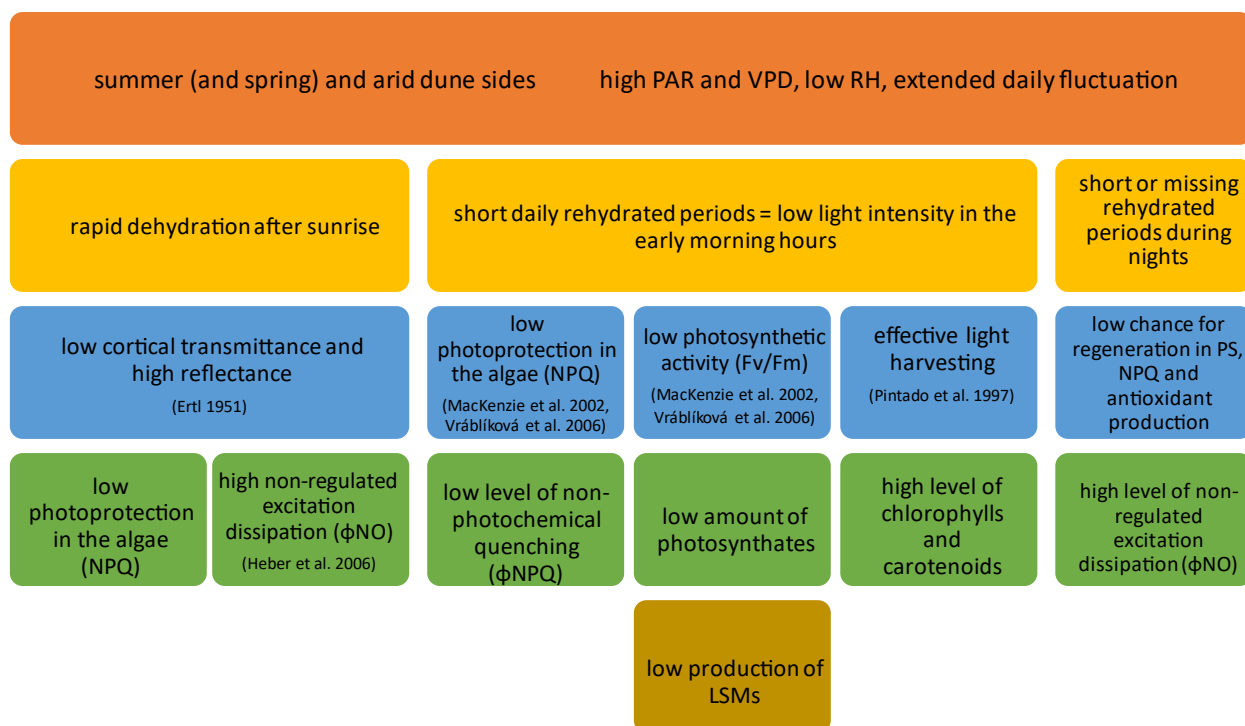 summer (and spring) and arid dune sides
high PAR and VPD, low RH, extended daily fluctuation
rapid dehydration after sunrise
short daily rehydrated periods = low light intensity in the
early morning hours
short or missing
rehydrated
periods during
nights
low cortical transmittance and
high reflectance
(Ertl 1951)
low
photoprotection in
the algae (NPQ)
(MacKenzie et al. 2002,
Vráblíková et al. 2006)
low photosynthetic
activity (Fv/Fm)
(MacKenzie et al. 2002,
Vráblíková et al. 2006)
effective light
harvesting
(Pintado et al. 1997)
low chance for
regeneration in PS,
NPQ and
antioxidant
production
low
photoprotection
in the algae
(NPQ)
high non-regulated
excitation
dissipation (ϕNO)
(Heber et al. 2006)
low level of non-
photochemical
quenching
(ϕNPQ)
low amount of
photosynthates
high level of
chlorophylls
and
carotenoids
high level of non-
regulated
excitation
dissipation (ϕNO)
low production of
LSMs